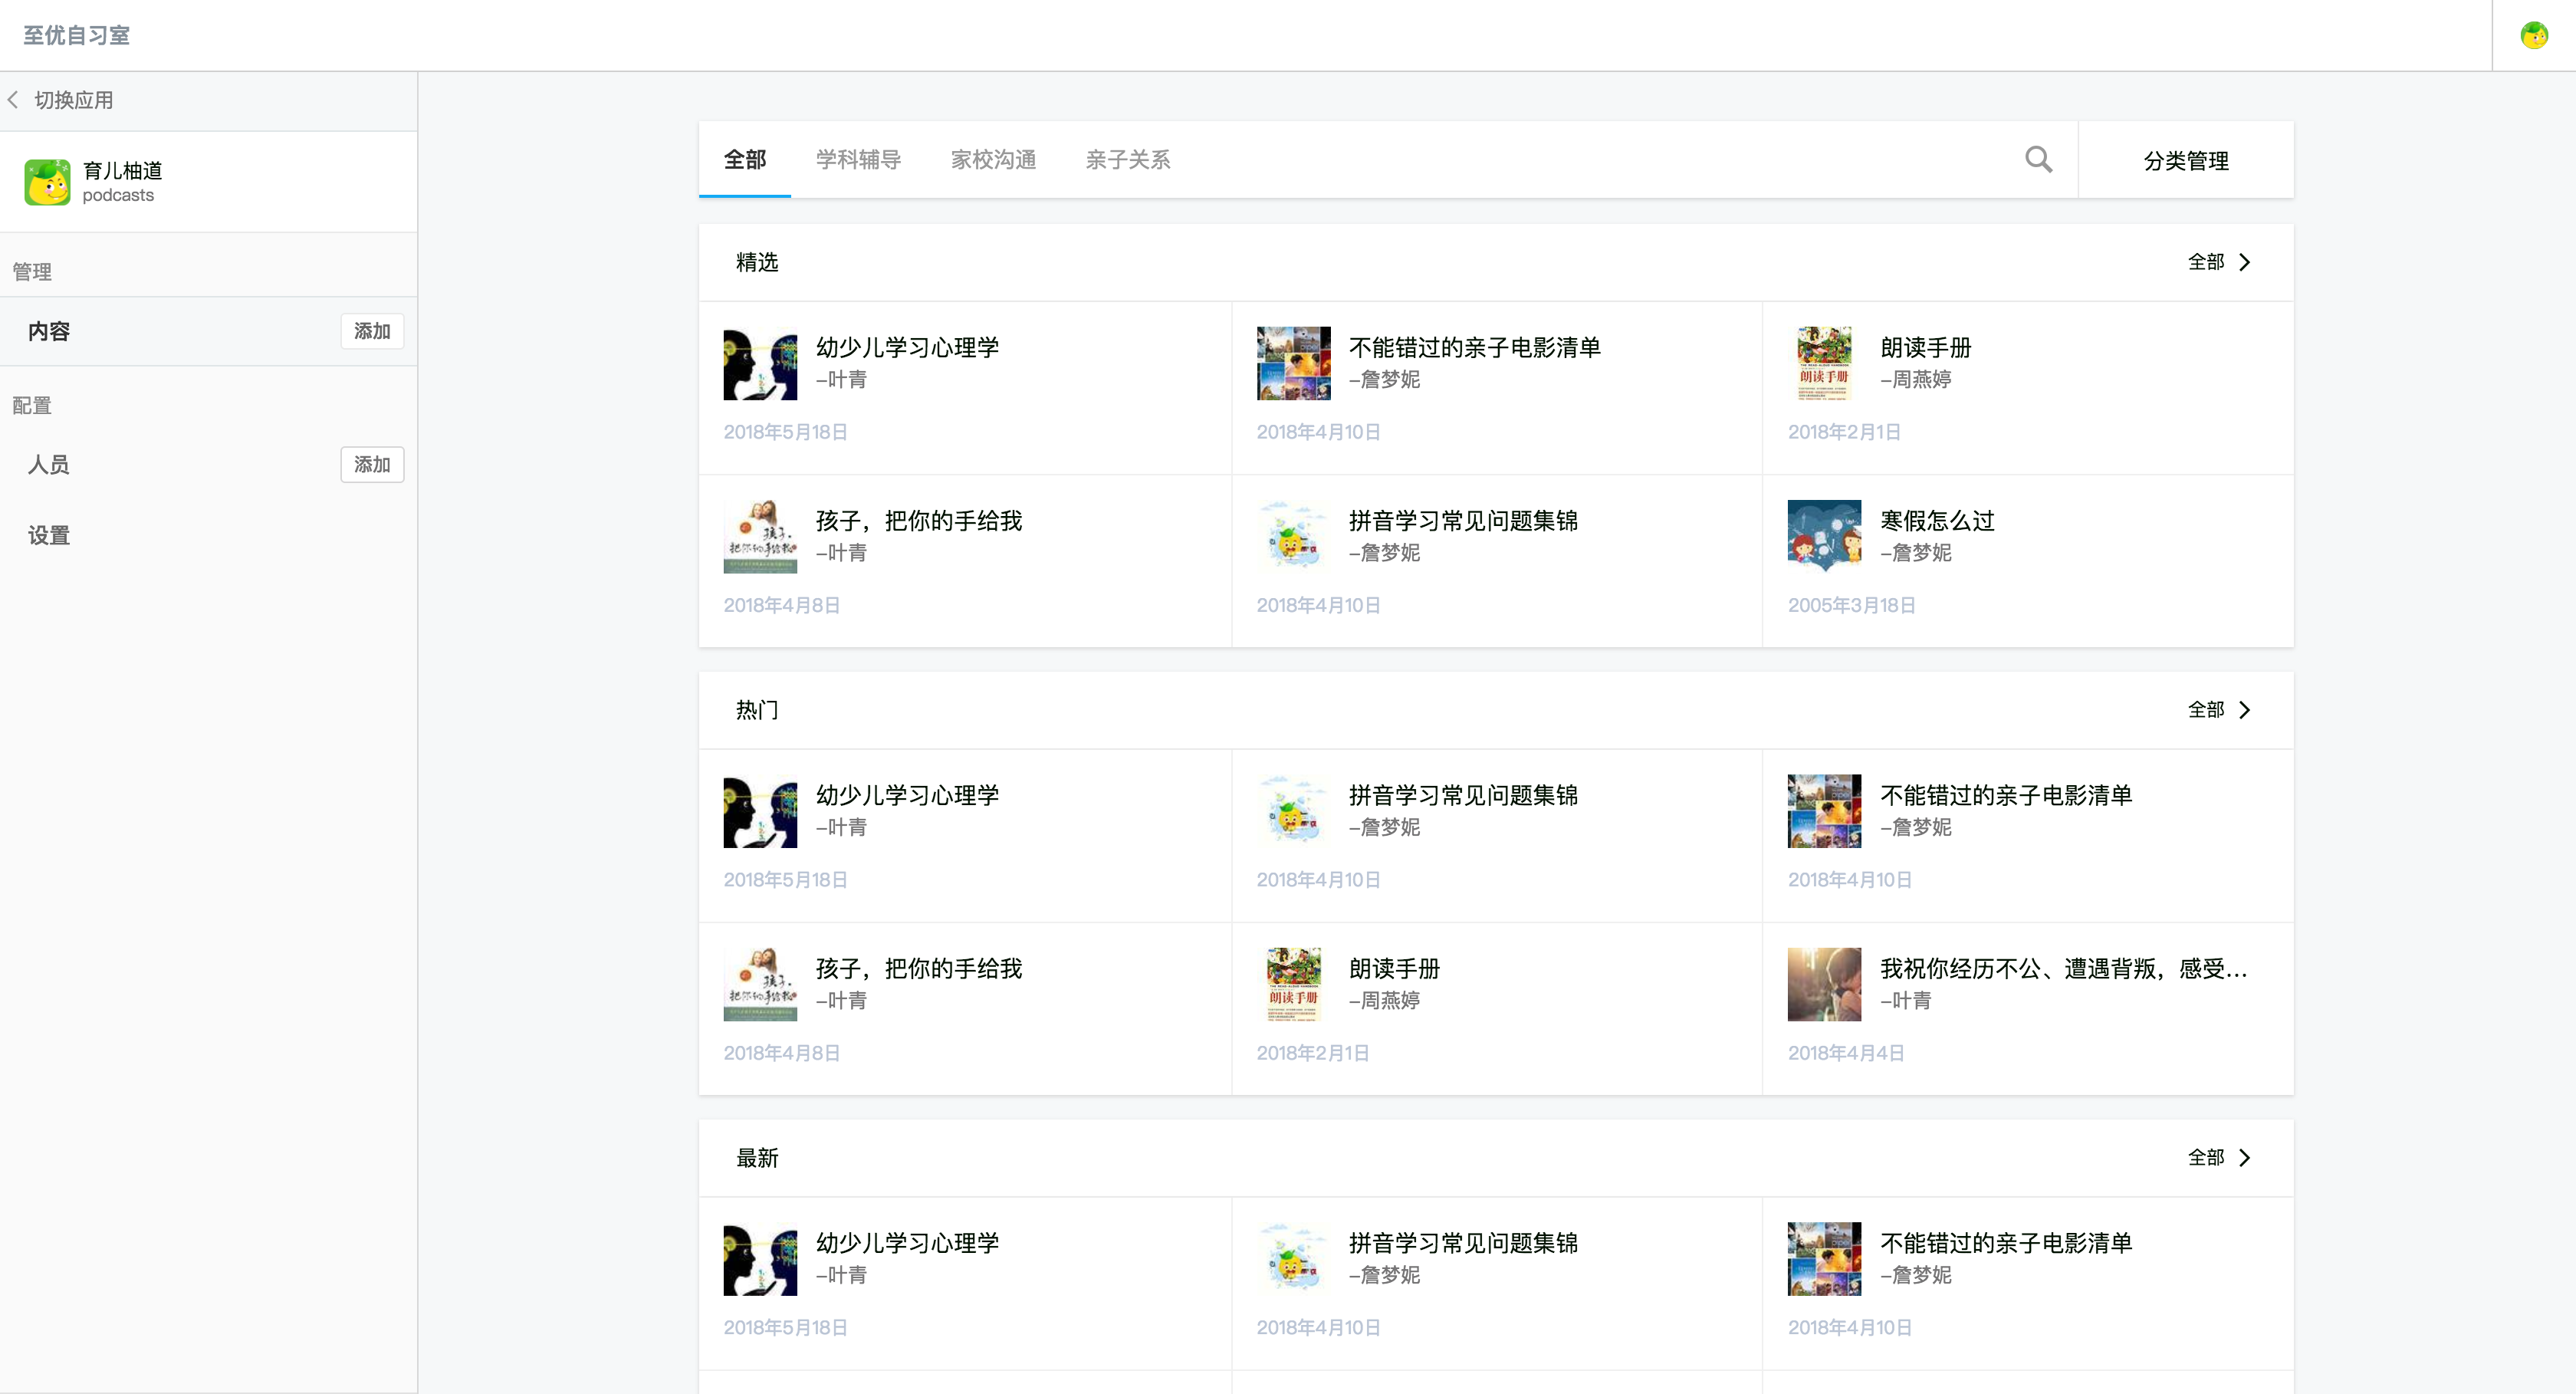 至优自习室
切换应用
育儿柚道
podcasts
管理
内容
添加
配置
人员
添加
设置
全部
学科辅导
家校沟通
亲子关系
分类管理
精选
全部
幼少儿学习心理学
–叶青
2018年5月18日
不能错过的亲子电影清单
–詹梦妮
2018年4月10日
朗读手册
朗读手册
–周燕婷
2018年2月1日
孩子，把你的手给我
–叶青
2018年4月8日
拼音学习常见问题集锦
–詹梦妮
2018年4月10日
寒假怎么过
–詹梦妮
2005年3月18日
热门
全部
幼少儿学习心理学
–叶青
2018年5月18日
拼音学习常见问题集锦
–詹梦妮
2018年4月10日
不能错过的亲子电影清单
–詹梦妮
2018年4月10日
孩子，把你的手给我
–叶青
2018年4月8日
朗读手册
朗读手册
–周燕婷
2018年2月1日
我祝你经历不公、遭遇背叛，感受...
–叶青
2018年4月4日
最新
全部
幼少儿学习心理学
–叶青
2018年5月18日
拼音学习常见问题集锦
–詹梦妮
2018年4月10日
不能错过的亲子电影清单
–詹梦妮
2018年4月10日